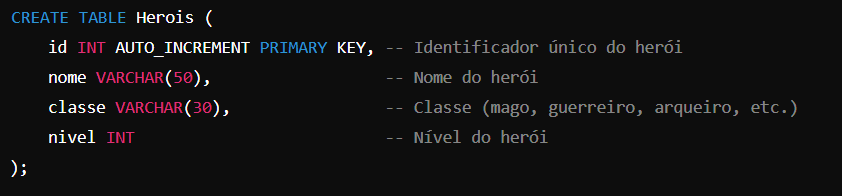 CREATE TABLE Herois (
    id INT AUTO_INCREMENT PRIMARY KEY, -- Identificador único do herói
    nome VARCHAR(50),                  -- Nome do herói
    classe VARCHAR(30),                -- Classe (mago, guerreiro, arqueiro, etc.)
    nivel INT                          -- Nível do herói
);